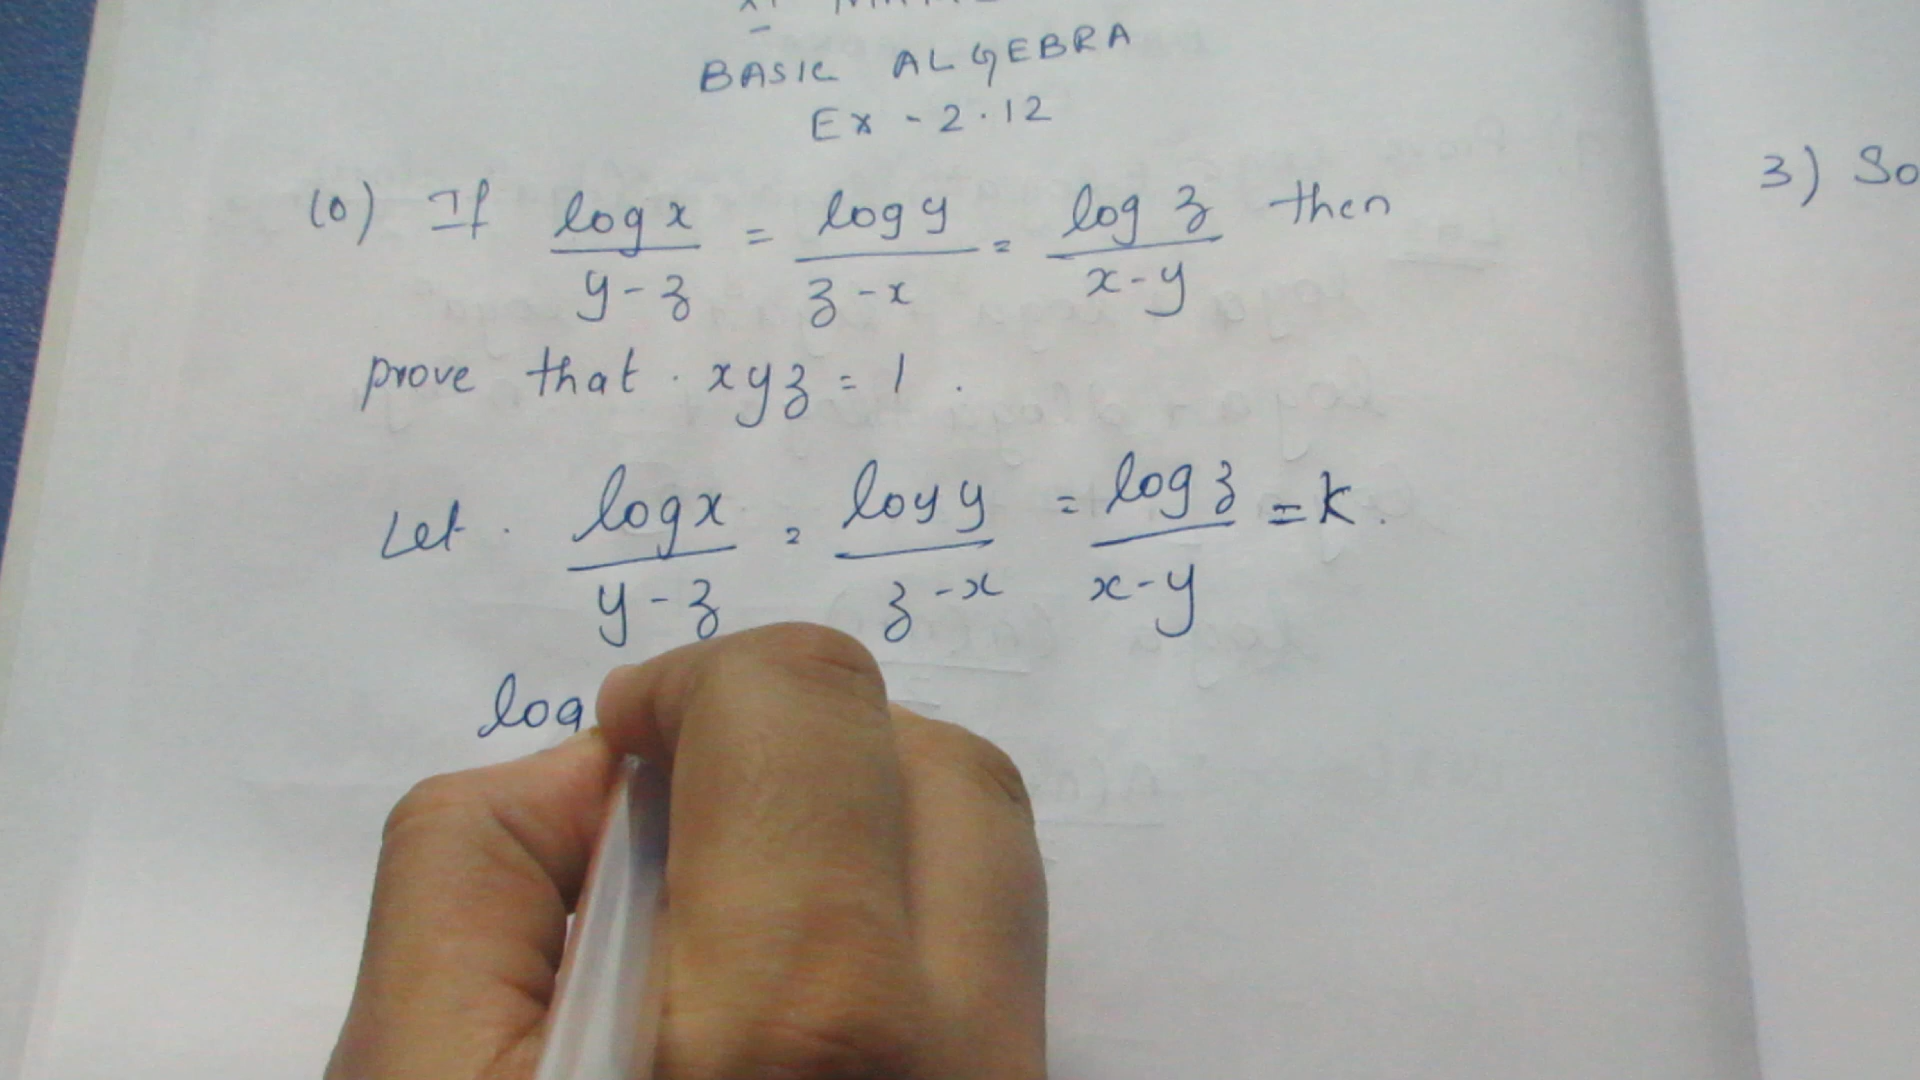 BASIC ALGEBRA
Ex - 2.12
10) If log x / y - z = log y / z - x = log z / x - y then
prove that . xyz = 1 .
Let . log x / y - z = log y / z - x = log z / x - y = k .
log
3) So